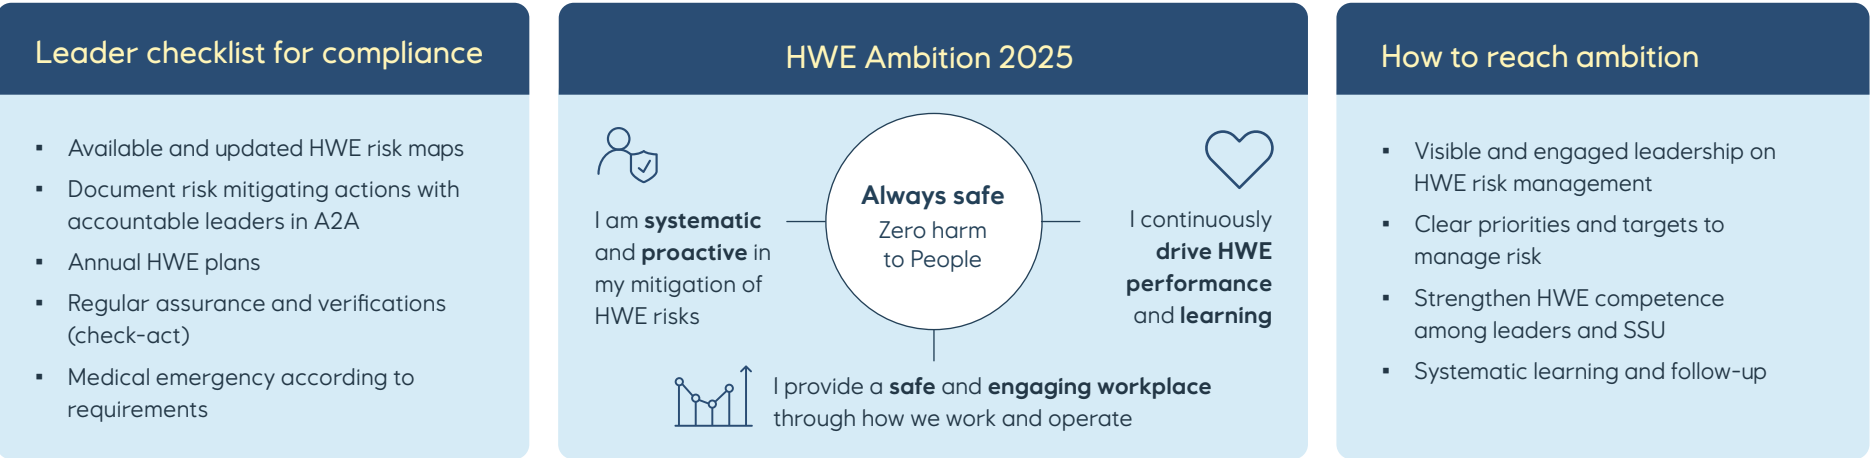 Leader checklist for compliance
▪ Available and updated HWE risk maps
▪ Document risk mitigating actions with
accountable leaders in A2A
▪ Annual HWE plans
▪ Regular assurance and verifications
(check-act)
▪ Medical emergency according to
requirements
HWE Ambition 2025
I am systematic
and proactive in
my mitigation of
HWE risks
Always safe
Zero harm
to People
I continuously
drive HWE
performance
and learning
I provide a safe and engaging workplace
through how we work and operate
How to reach ambition
▪ Visible and engaged leadership on
HWE risk management
▪ Clear priorities and targets to
manage risk
▪ Strengthen HWE competence
among leaders and SSU
▪ Systematic learning and follow-up